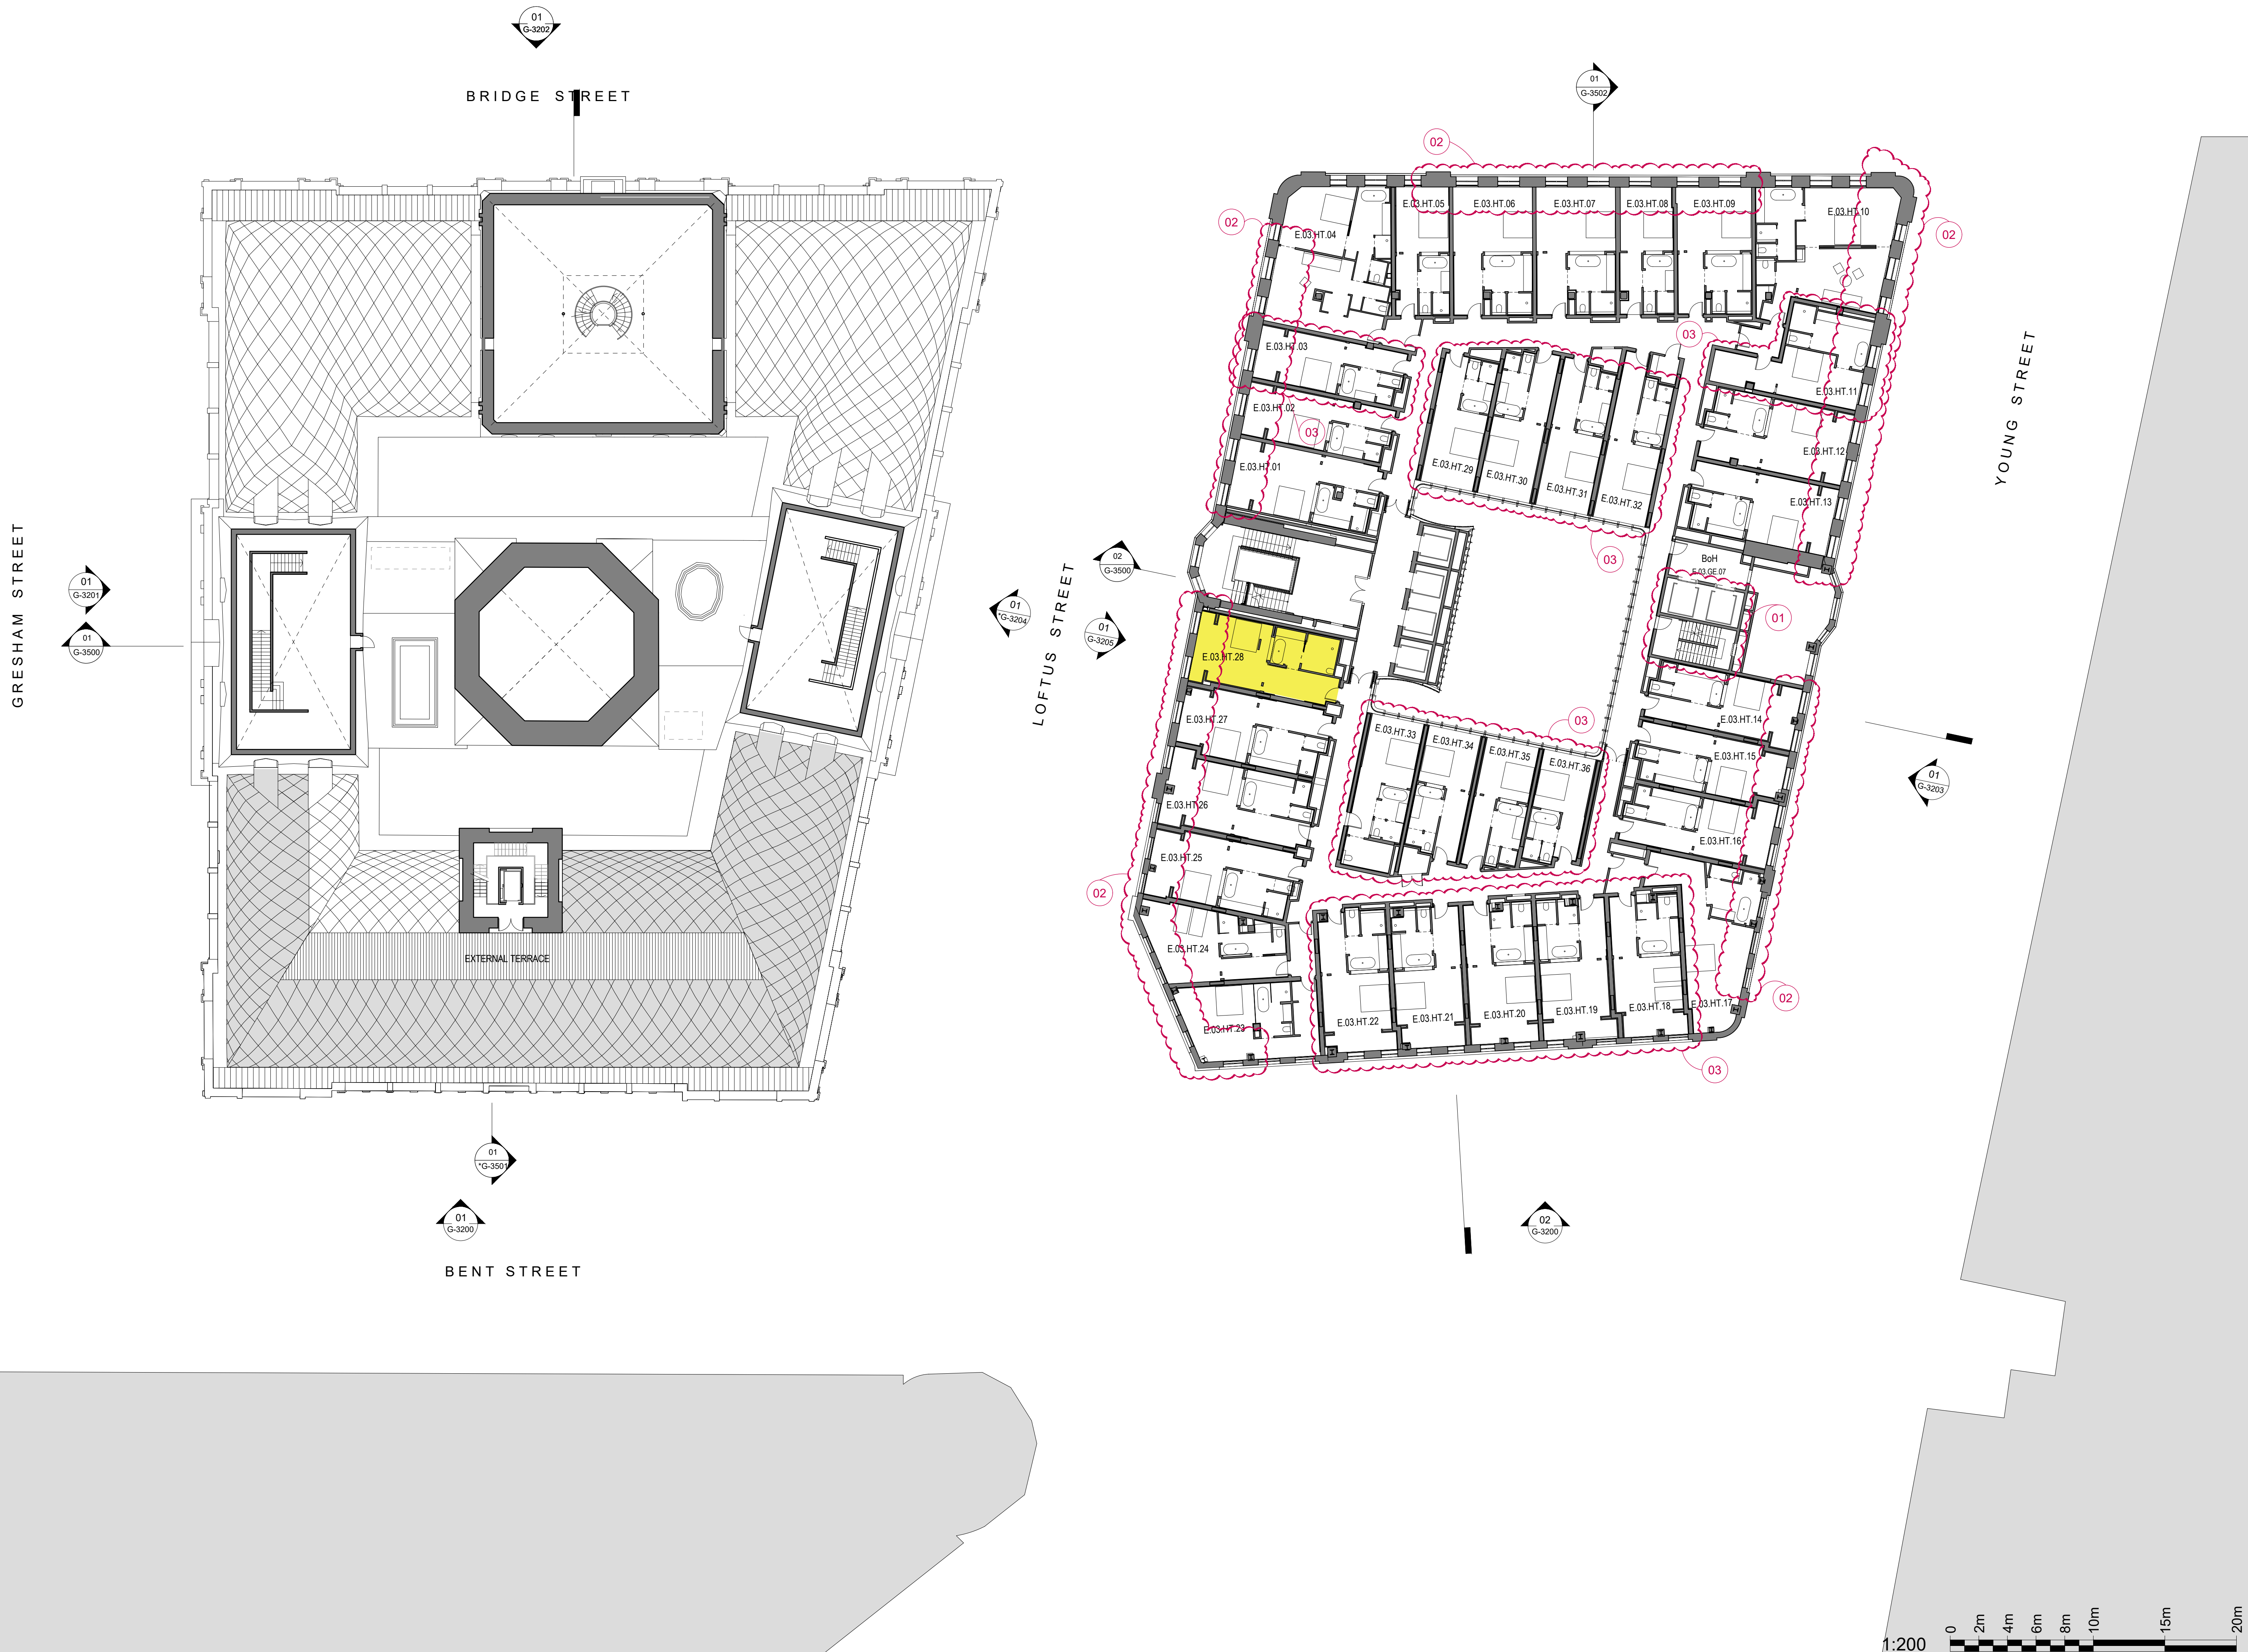 01
G-3202
BRIDGE STREET
01
G-3502
02
02
02
E.03.HT.04
E.03.HT.05
E.03.HT.06
E.03.HT.07
E.03.HT.08
E.03.HT.09
E.03.HT.10
03
E.03.HT.03
E.03.HT.11
E.03.HT.02
03
E.03.HT.01
E.03.HT.29
E.03.HT.30
E.03.HT.31
E.03.HT.32
E.03.HT.12
E.03.HT.13
YOUNG STREET
03
BoH
E.03.GE.07
01
GRESHAM STREET
01
G-3201
01
G-3500
01
*G-3204
LOFTUS STREET
02
G-3500
01
G-3205
E.03.HT.28
E.03.HT.27
E.03.HT.26
E.03.HT.25
E.03.HT.24
E.03.HT.23
02
03
E.03.HT.33
E.03.HT.34
E.03.HT.35
E.03.HT.36
E.03.HT.14
E.03.HT.15
E.03.HT.16
01
G-3203
E.03.HT.22
E.03.HT.21
E.03.HT.20
E.03.HT.19
E.03.HT.18
E.03.HT.17
02
03
EXTERNAL TERRACE
01
*G-3501
01
G-3200
02
G-3200
BENT STREET
1:200
0
2m
4m
6m
8m
10m
15m
20m